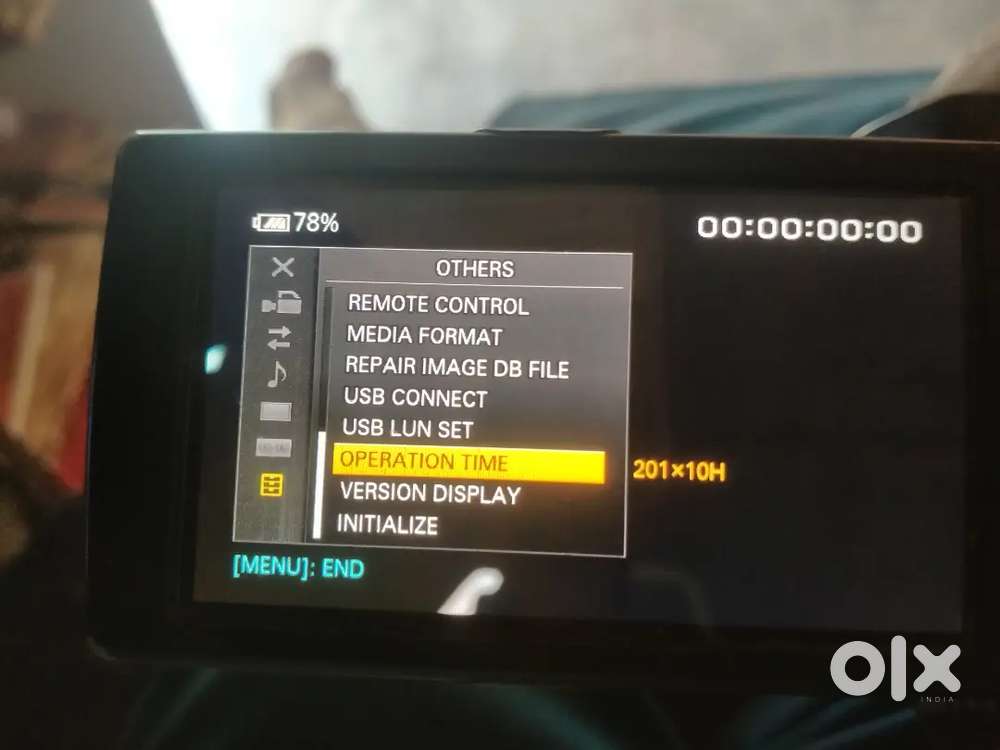 78%
00:00:00:00
OTHERS
REMOTE CONTROL
MEDIA FORMAT
REPAIR IMAGE DB FILE
USB CONNECT
USB LUN SET
OPERATION TIME 201×10H
VERSION DISPLAY
INITIALIZE
[MENU]: END
olx
INDIA